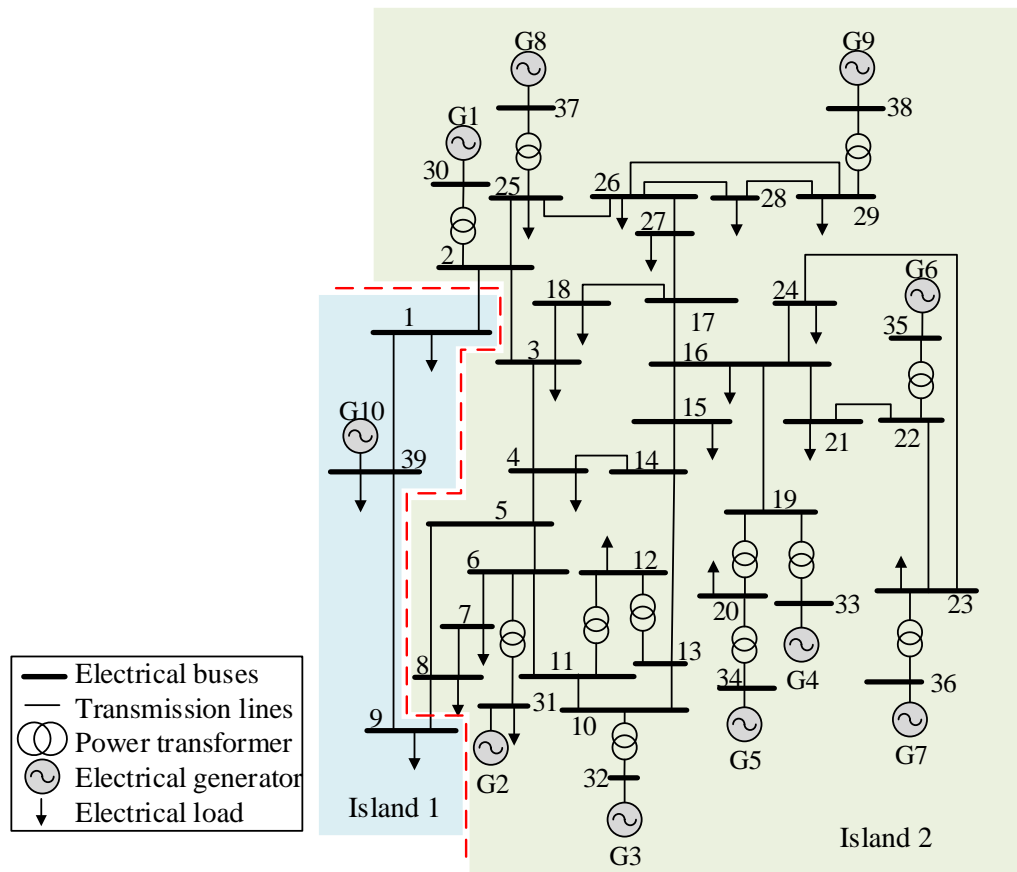 G8
G9
37
38
G1
30
25
26
28
29
27
2
18
24
G6
1
17
35
3
16
15
G10
21
22
39
4
14
5
19
6
12
7
20
33
23
13
8
11
34
G4
36
31
10
9
G2
32
G5
G7
G3
Electrical buses
Transmission lines
Power transformer
Electrical generator
Electrical load
Island 1
Island 2